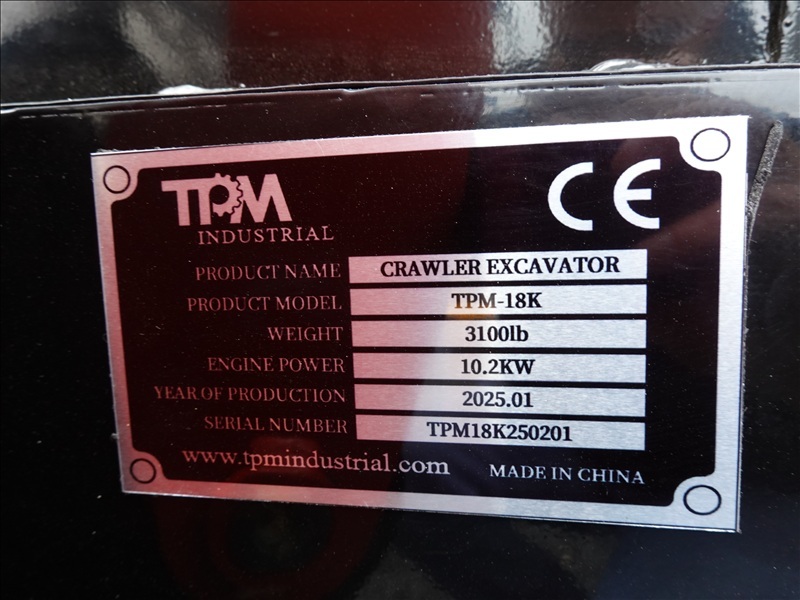 TPM
INDUSTRIAL
CE
PRODUCT NAME CRAWLER EXCAVATOR
PRODUCT MODEL TPM-18K
WEIGHT 3100lb
ENGINE POWER 10.2KW
YEAR OF PRODUCTION 2025.01
SERIAL NUMBER TPM18K250201
www.tpmindustrial.com MADE IN CHINA